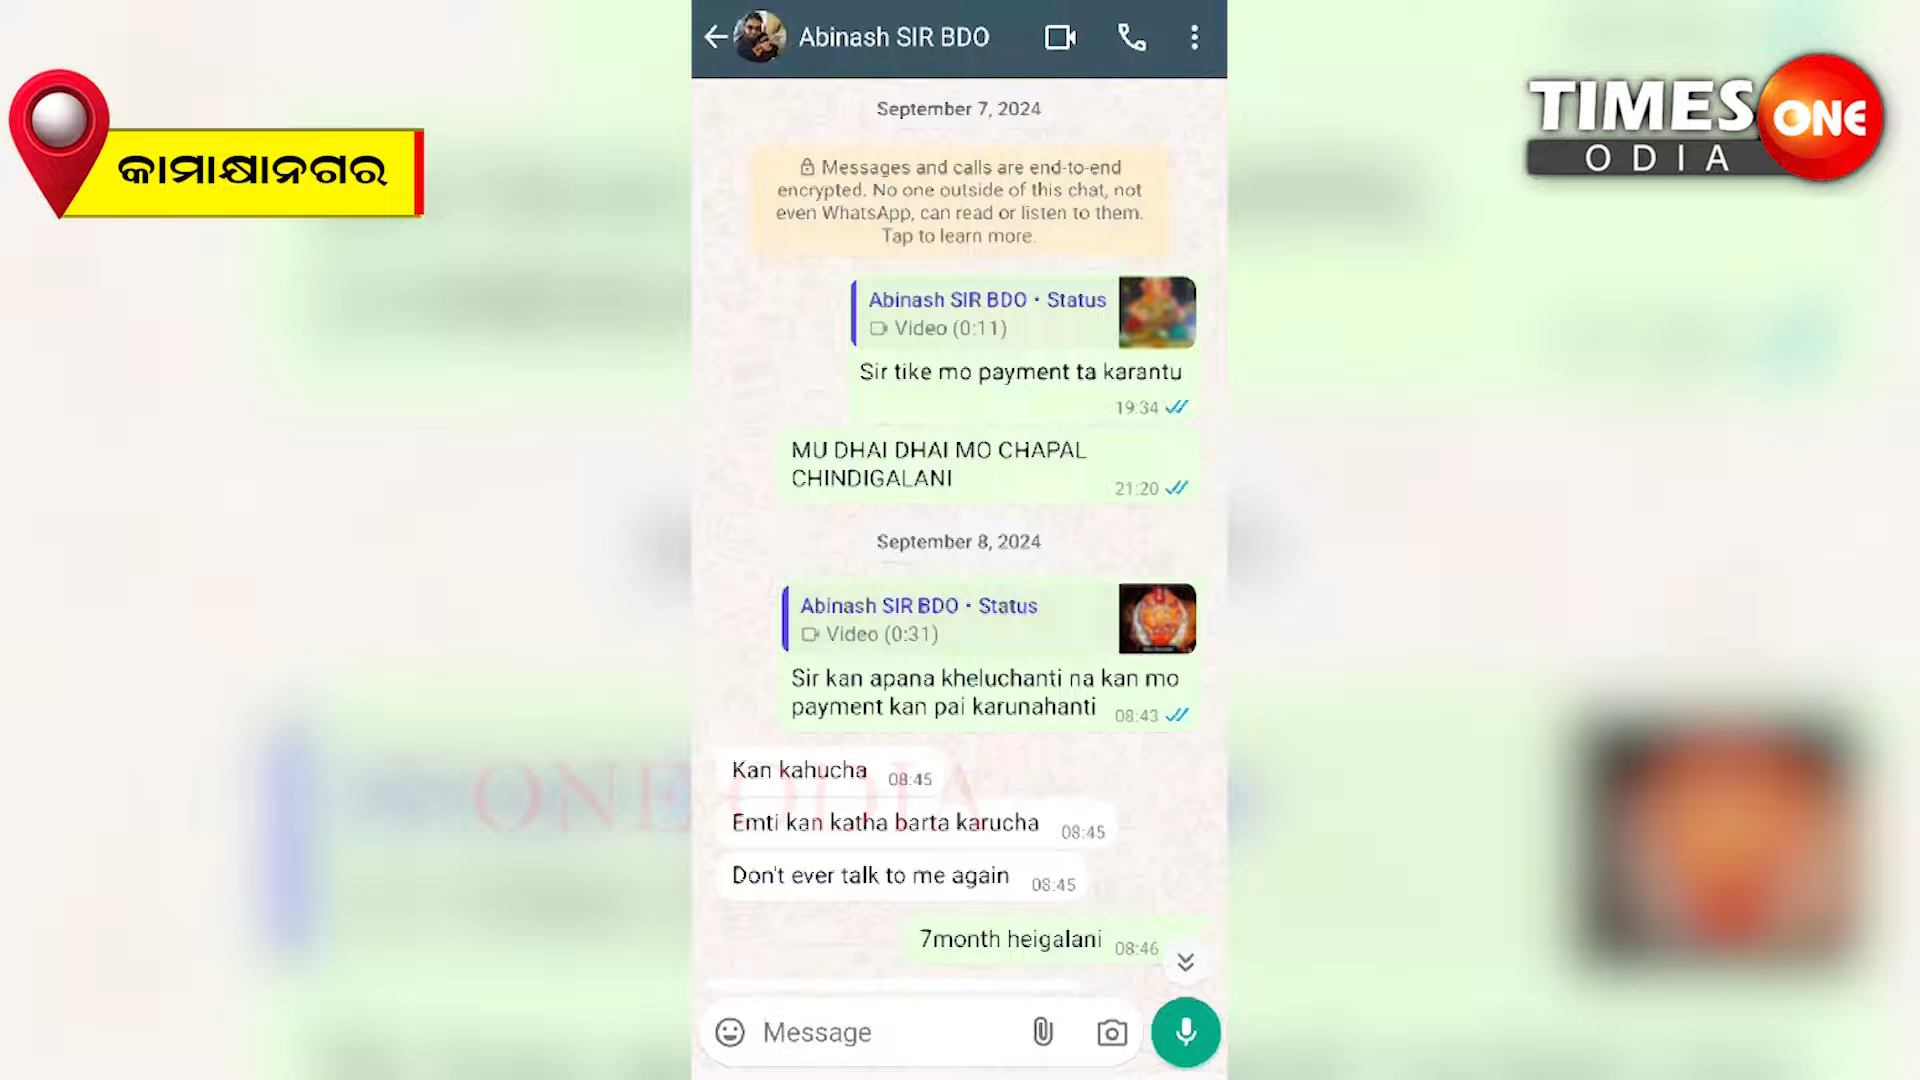 Abinash SIR BDO
କାମାକ୍ଷାନଗର
TIMES ONE
ODIA
September 7, 2024
Messages and calls are end-to-end
encrypted. No one outside of this chat, not
even WhatsApp, can read or listen to them.
Tap to learn more.
Abinash SIR BDO • Status
Video (0:11)
Sir tike mo payment ta karantu
19:34
MU DHAI DHAI MO CHAPAL
CHINDIGALANI
21:20
September 8, 2024
Abinash SIR BDO • Status
Video (0:31)
Sir kan apana kheluchanti na kan mo
payment kan pai karunahanti
08:43
Kan kahucha 08:45
ONE ODIA
Emti kan katha barta karucha 08:45
Don't ever talk to me again 08:45
7month heigalani 08:46
Message